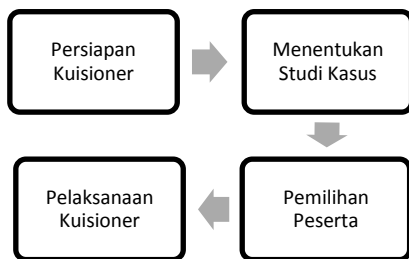 Persiapan
Kuisioner
Menentukan
Studi Kasus
Pemilihan
Peserta
Pelaksanaan
Kuisioner